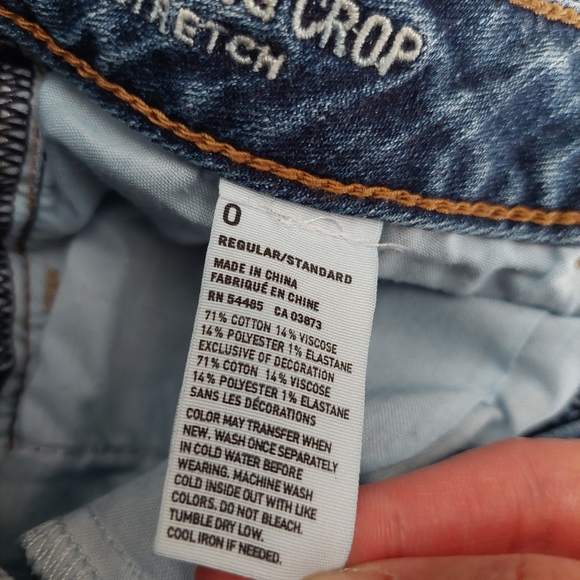 CROP
STRETCH
0
REGULAR/STANDARD
MADE IN CHINA
FABRIQUÉ EN CHINE
RN 54485 CA 03873
71% COTTON 14% VISCOSE
14% POLYESTER 1% ELASTANE
EXCLUSIVE OF DECORATION
71% COTON 14% VISCOSE
14% POLYESTER 1% ELASTANE
SANS LES DÉCORATIONS
COLOR MAY TRANSFER WHEN
NEW. WASH ONCE SEPARATELY
IN COLD WATER BEFORE
WEARING. MACHINE WASH
COLD INSIDE OUT WITH LIKE
COLORS. DO NOT BLEACH.
TUMBLE DRY LOW.
COOL IRON IF NEEDED.